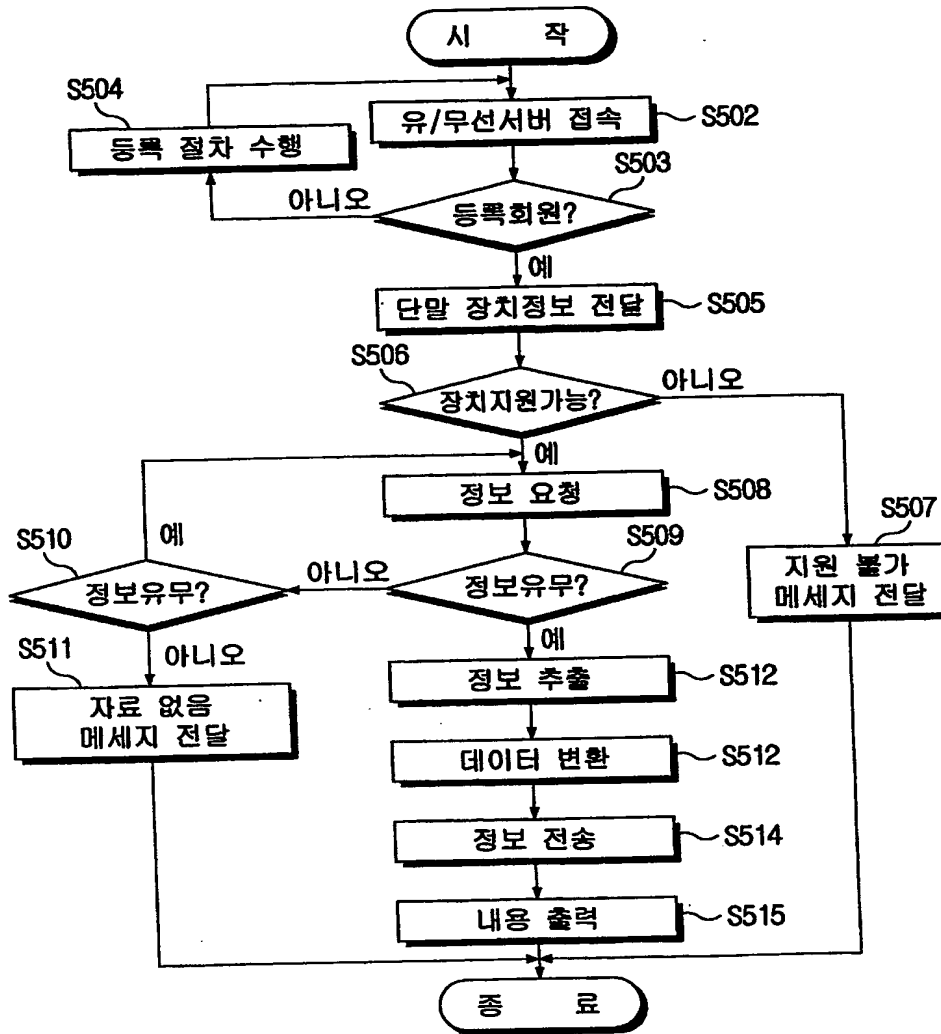 시 작
S504
유/무선서버 접속
S502
등록 절차 수행
S503
아니오
등록회원?
예
단말 장치정보 전달
S505
S506
아니오
장치지원가능?
예
정보 요청
S508
S507
S510
예
S509
아니오
지원 불가
메세지 전달
정보유무?
정보유무?
예
S511
아니오
정보 추출
S512
자료 없음
메세지 전달
데이터 변환
S512
정보 전송
S514
내용 출력
S515
종 료